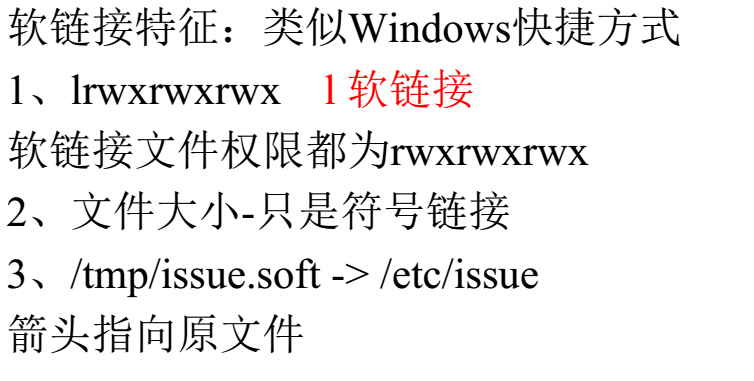 软链接特征：类似Windows快捷方式
1、lrwxrwxrwx l 软链接
软链接文件权限都为rwxrwxrwx
2、文件大小-只是符号链接
3、/tmp/issue.soft -> /etc/issue
箭头指向原文件